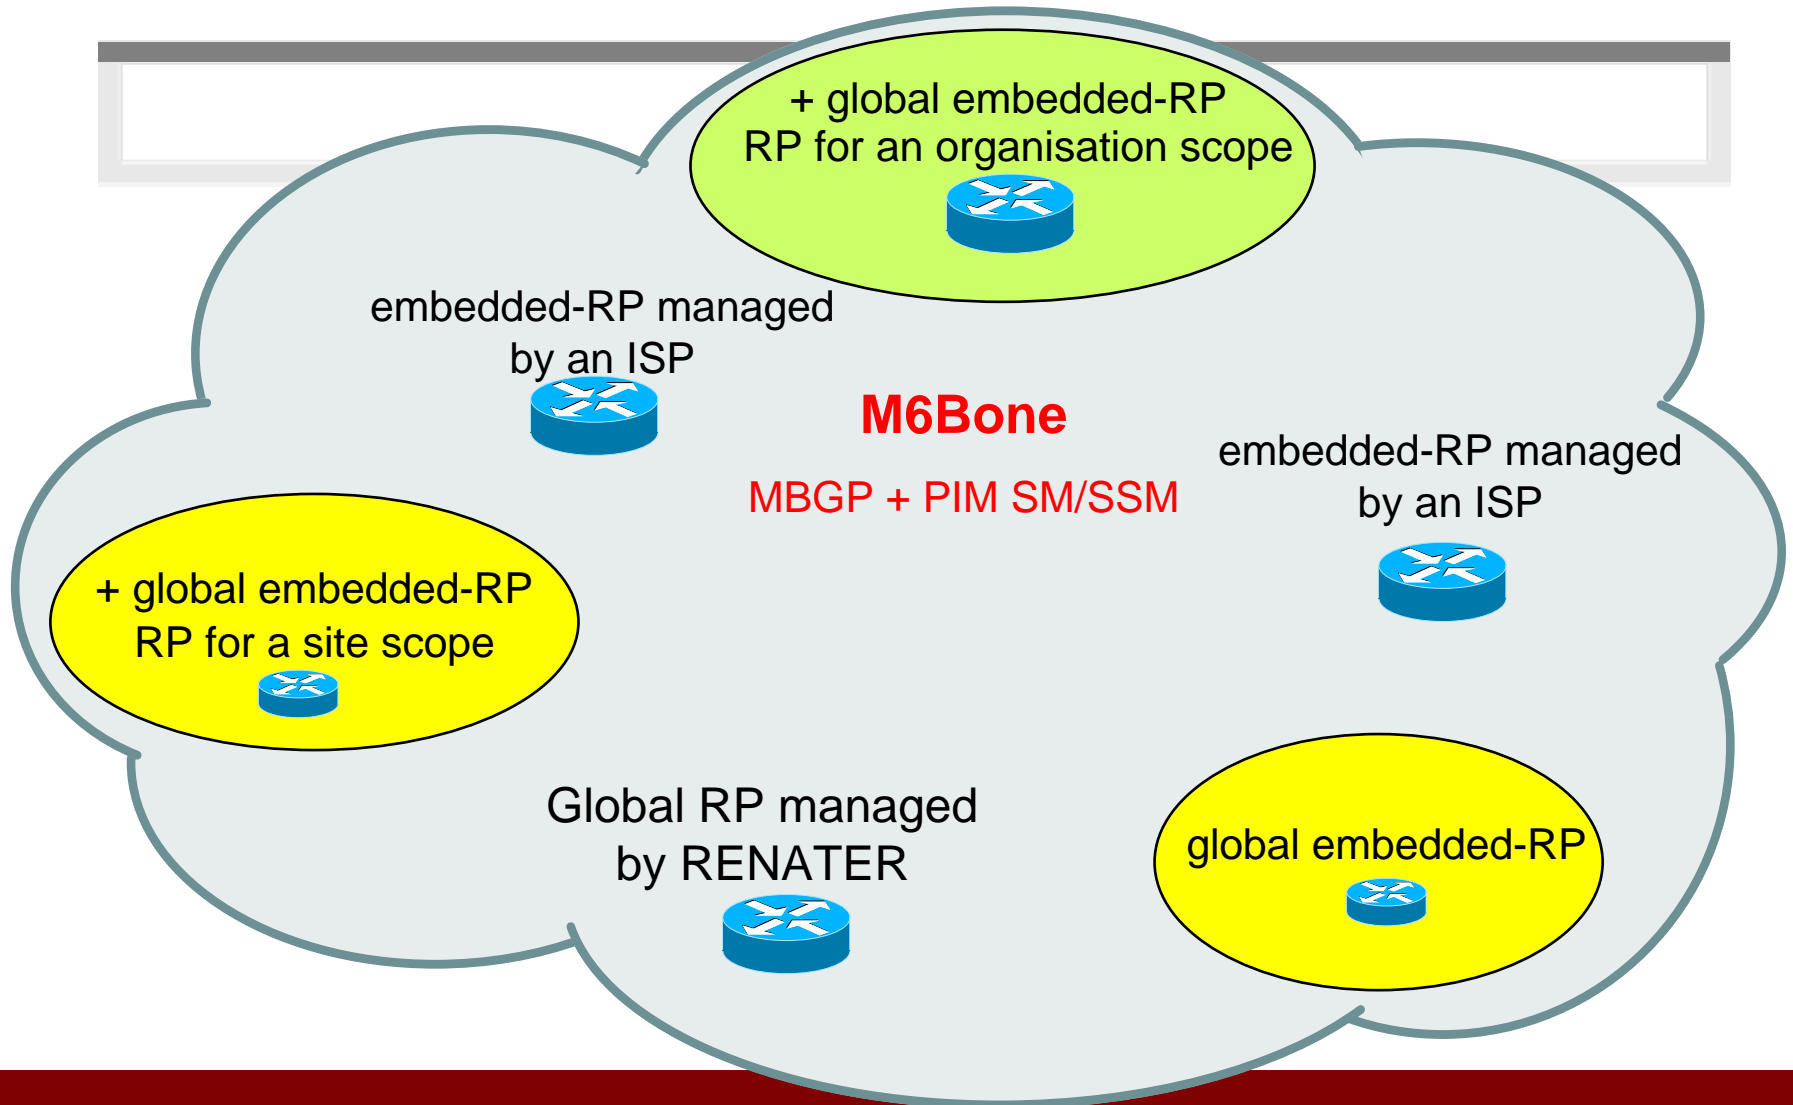 + global embedded-RP
RP for an organisation scope
embedded-RP managed
by an ISP
M6Bone
MBGP + PIM SM/SSM
embedded-RP managed
by an ISP
+ global embedded-RP
RP for a site scope
Global RP managed
by RENATER
global embedded-RP